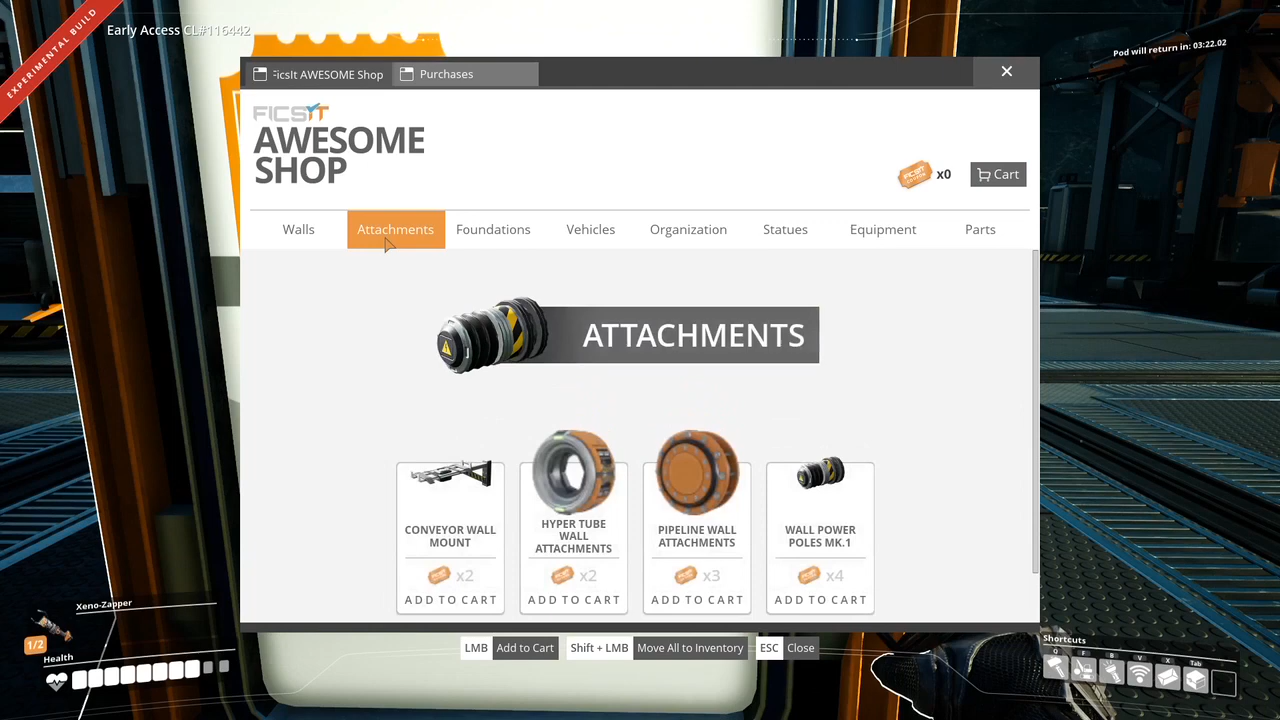 EXPERIMENTAL BUILD
Early Access CL#116442
Pod will return in: 03:22.02
FicsIt AWESOME Shop
Purchases
FICSIT
AWESOME
SHOP
FICSIT
COUPON
x0
Cart
Walls
Attachments
Foundations
Vehicles
Organization
Statues
Equipment
Parts
ATTACHMENTS
CONVEYOR WALL
MOUNT
x2
ADD TO CART
HYPER TUBE
WALL
ATTACHMENTS
x2
ADD TO CART
PIPELINE WALL
ATTACHMENTS
x3
ADD TO CART
WALL POWER
POLES MK.1
x4
ADD TO CART
LMB Add to Cart Shift + LMB Move All to Inventory ESC Close
Xeno-Zapper
1/2
Health
Shortcuts
Q F B V X Tab